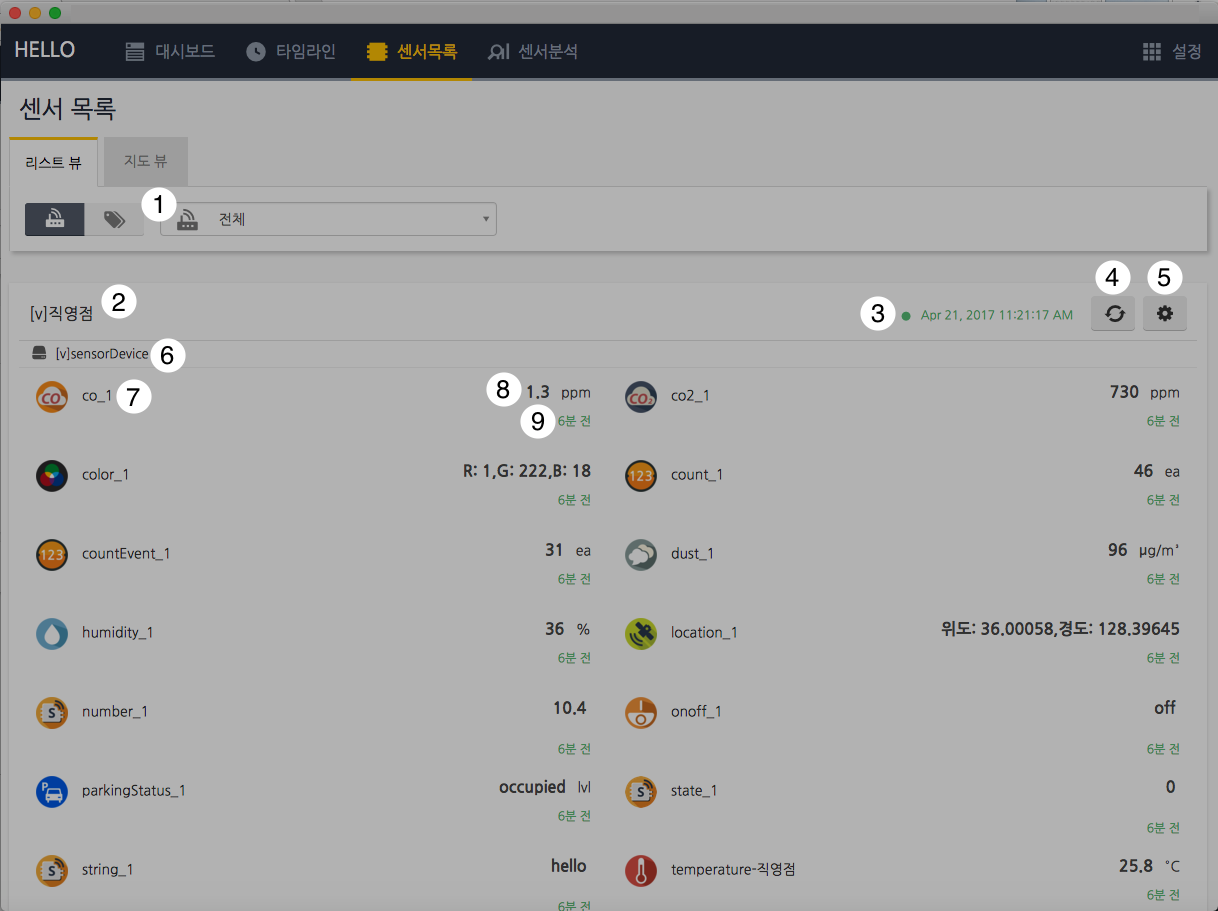 HELLO 대시보드 타임라인 센서목록 센서분석 설정
센서 목록
리스트 뷰 지도 뷰
1 전체
[v]직영점 2 3 Apr 21, 2017 11:21:17 AM 4 5
[v]sensorDevice 6
CO co_1 7 8 1.3 ppm CO₂ co2_1 730 ppm
9 6분 전 6분 전
color_1 R: 1,G: 222,B: 18 123 count_1 46 ea
6분 전 6분 전
123 countEvent_1 31 ea dust_1 96 µg/m³
6분 전 6분 전
humidity_1 36 % location_1 위도: 36.00058,경도: 128.39645
6분 전 6분 전
S number_1 10.4 onoff_1 off
6분 전 6분 전
P parkingStatus_1 occupied lvl S state_1 0
6분 전 6분 전
S string_1 hello temperature-직영점 25.8 °C
6분 전 6분 전